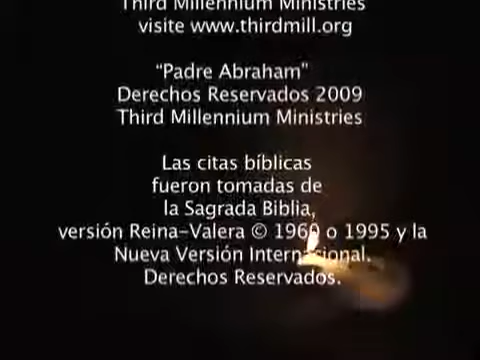 Third Millennium Ministries
visite www.thirdmill.org
“Padre Abraham"
Derechos Reservados 2009
Third Millennium Ministries
Las citas bíblicas
fueron tomadas de
la Sagrada Biblia,
versión Reina-Valera © 1960 o 1995 y la
Nueva Versión Internacional.
Derechos Reservados.